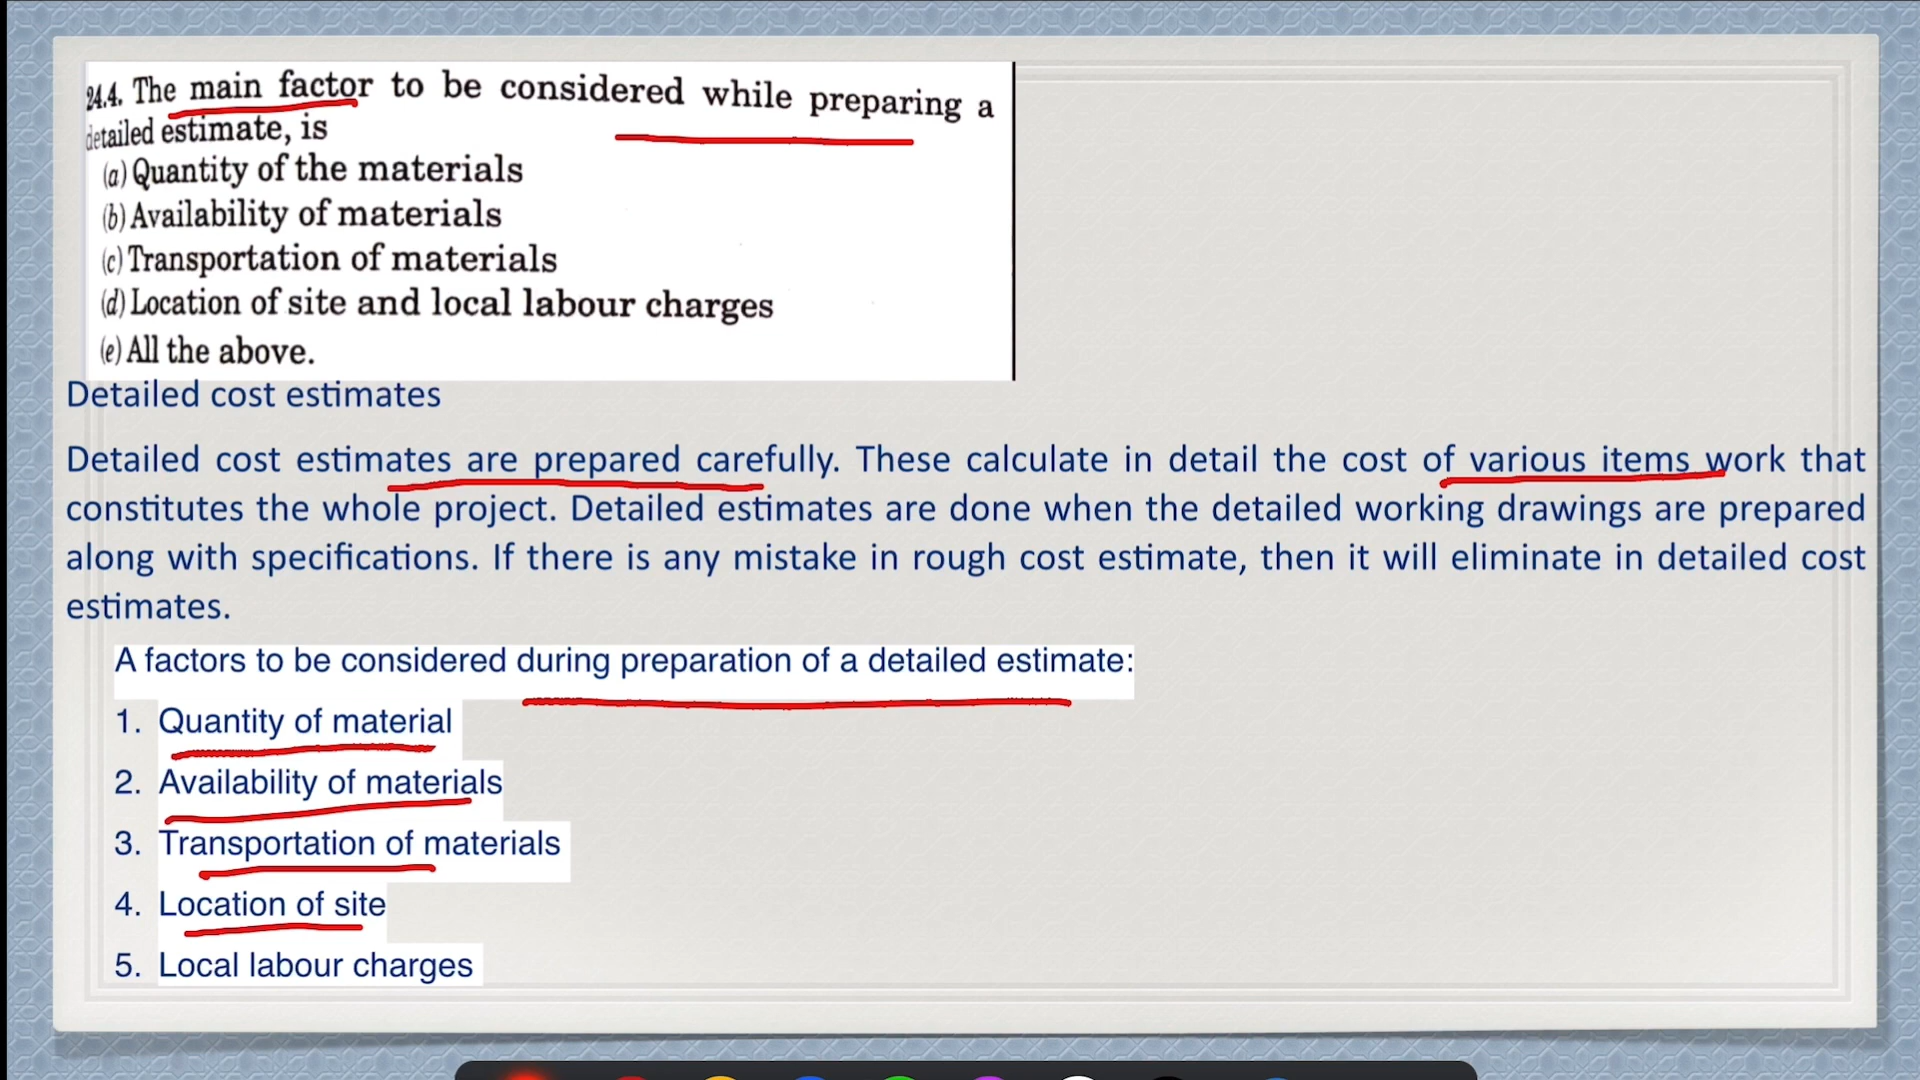 24.4. The main factor to be considered while preparing a
detailed estimate, is
(a) Quantity of the materials
(b) Availability of materials
(c) Transportation of materials
(d) Location of site and local labour charges
(e) All the above.
Detailed cost estimates
Detailed cost estimates are prepared carefully. These calculate in detail the cost of various items work that
constitutes the whole project. Detailed estimates are done when the detailed working drawings are prepared
along with specifications. If there is any mistake in rough cost estimate, then it will eliminate in detailed cost
estimates.
A factors to be considered during preparation of a detailed estimate:
1. Quantity of material
2. Availability of materials
3. Transportation of materials
4. Location of site
5. Local labour charges